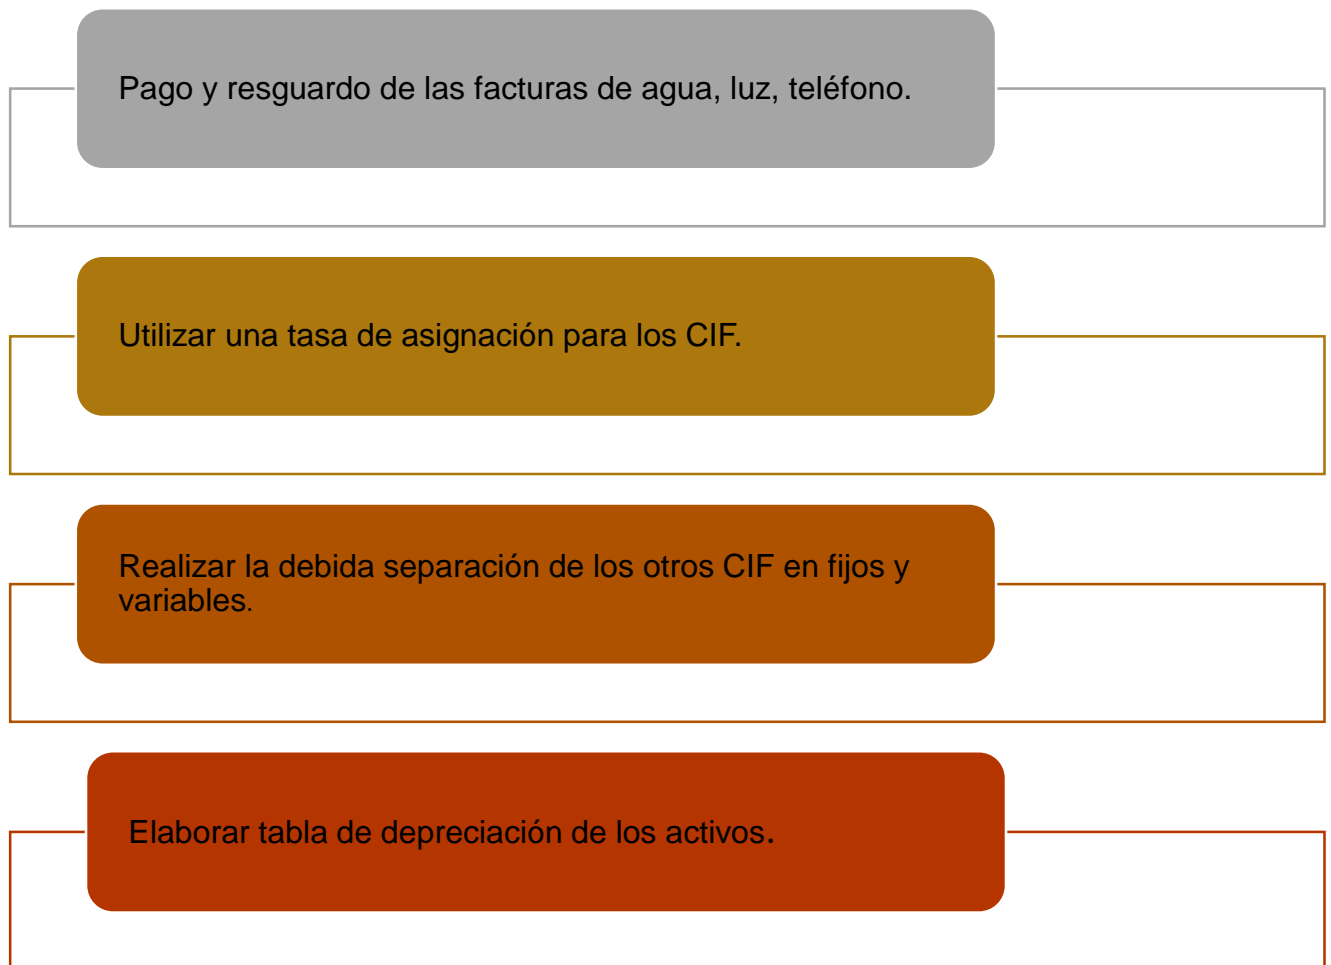 Pago y resguardo de las facturas de agua, luz, teléfono.
Utilizar una tasa de asignación para los CIF.
Realizar la debida separación de los otros CIF en fijos y
variables.
Elaborar tabla de depreciación de los activos.